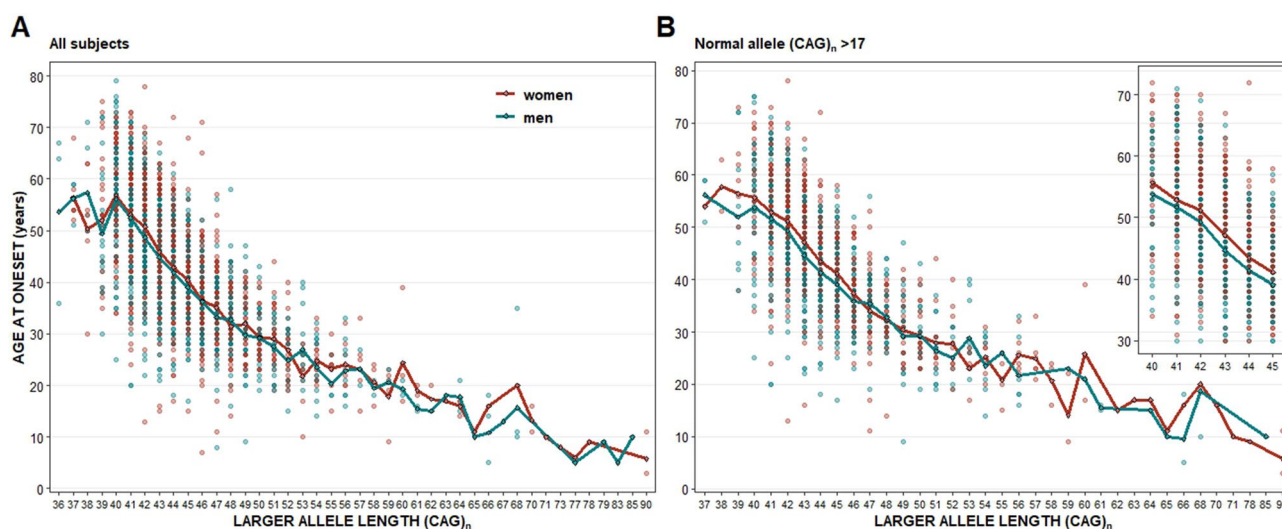 A
All subjects
80
70
60
50
40
30
20
10
0
AGE AT ONESET (years)
women
men
36 37 38 39 40 41 42 43 44 45 46 47 48 49 50 51 52 53 54 55 56 57 58 59 60 61 62 63 64 65 66 67 68 70 71 73 77 78 79 83 85 90
LARGER ALLELE LENGTH (CAG)n
B
Normal allele (CAG)n >17
80
70
60
50
40
30
20
10
0
70
60
50
40
30
40 41 42 43 44 45
37 38 39 40 41 42 43 44 45 46 47 48 49 50 51 52 53 54 55 56 57 58 59 60 61 62 63 64 65 66 68 70 71 78 85
LARGER ALLELE LENGTH (CAG)n